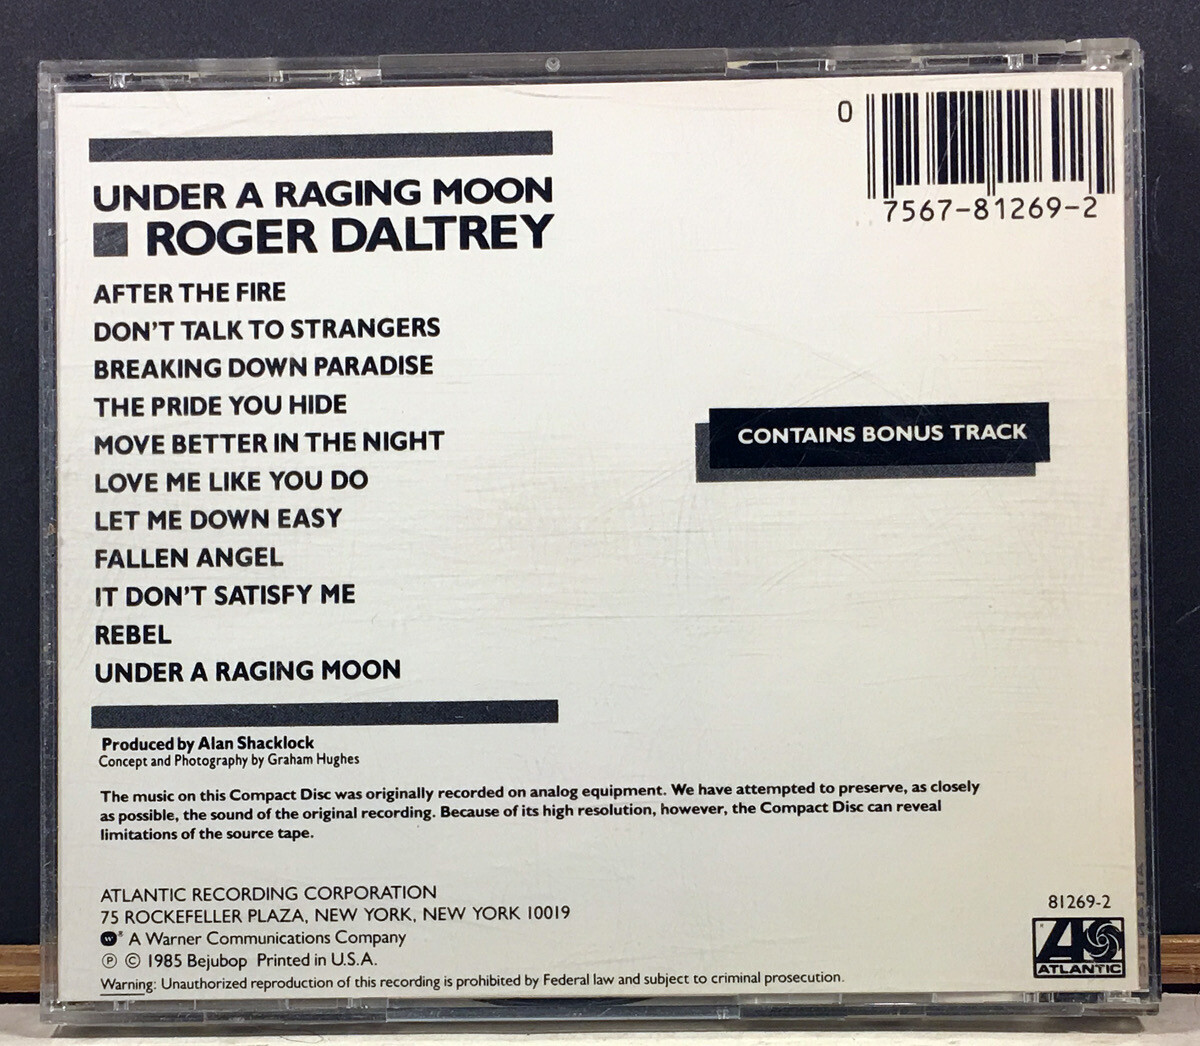 0
7567-81269-2
UNDER A RAGING MOON
ROGER DALTREY
AFTER THE FIRE
DON'T TALK TO STRANGERS
BREAKING DOWN PARADISE
THE PRIDE YOU HIDE
MOVE BETTER IN THE NIGHT
LOVE ME LIKE YOU DO
LET ME DOWN EASY
FALLEN ANGEL
IT DON'T SATISFY ME
REBEL
UNDER A RAGING MOON
CONTAINS BONUS TRACK
Produced by Alan Shacklock
Concept and Photography by Graham Hughes
The music on this Compact Disc was originally recorded on analog equipment. We have attempted to preserve, as closely
as possible, the sound of the original recording. Because of its high resolution, however, the Compact Disc can reveal
limitations of the source tape.
ATLANTIC RECORDING CORPORATION
75 ROCKEFELLER PLAZA, NEW YORK, NEW YORK 10019
® A Warner Communications Company
℗ © 1985 Bejubop Printed in U.S.A.
Warning: Unauthorized reproduction of this recording is prohibited by Federal law and subject to criminal prosecution.
81269-2
ATLANTIC